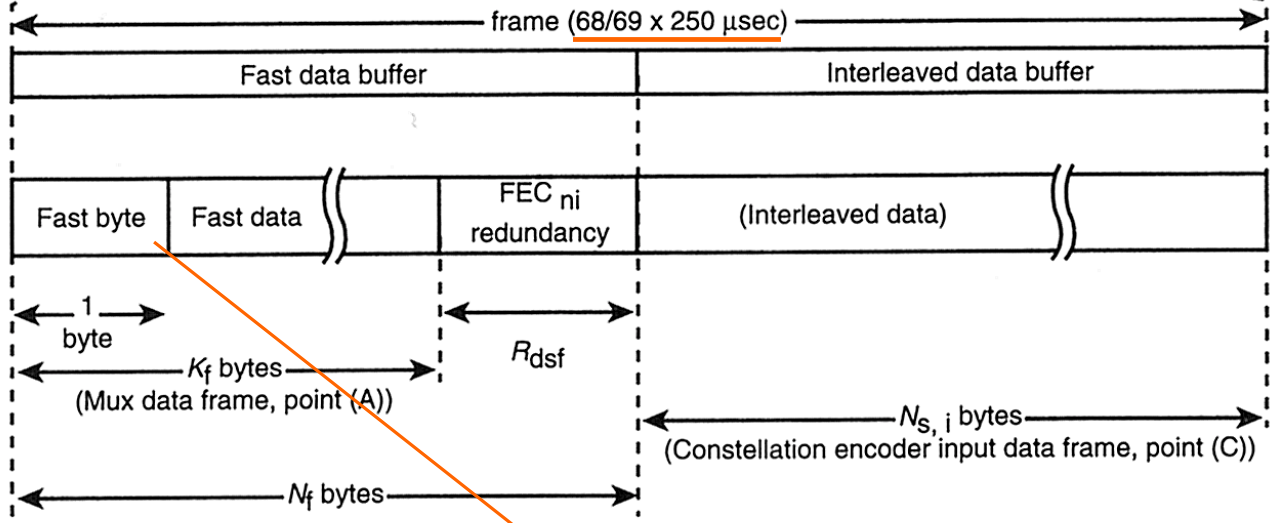 frame (68/69 x 250 μsec)
Fast data buffer
Interleaved data buffer
Fast byte
Fast data
FEC ni
redundancy
(Interleaved data)
1
byte
Rdsf
Kf bytes
(Mux data frame, point (A))
Ns, i bytes
(Constellation encoder input data frame, point (C))
Nf bytes